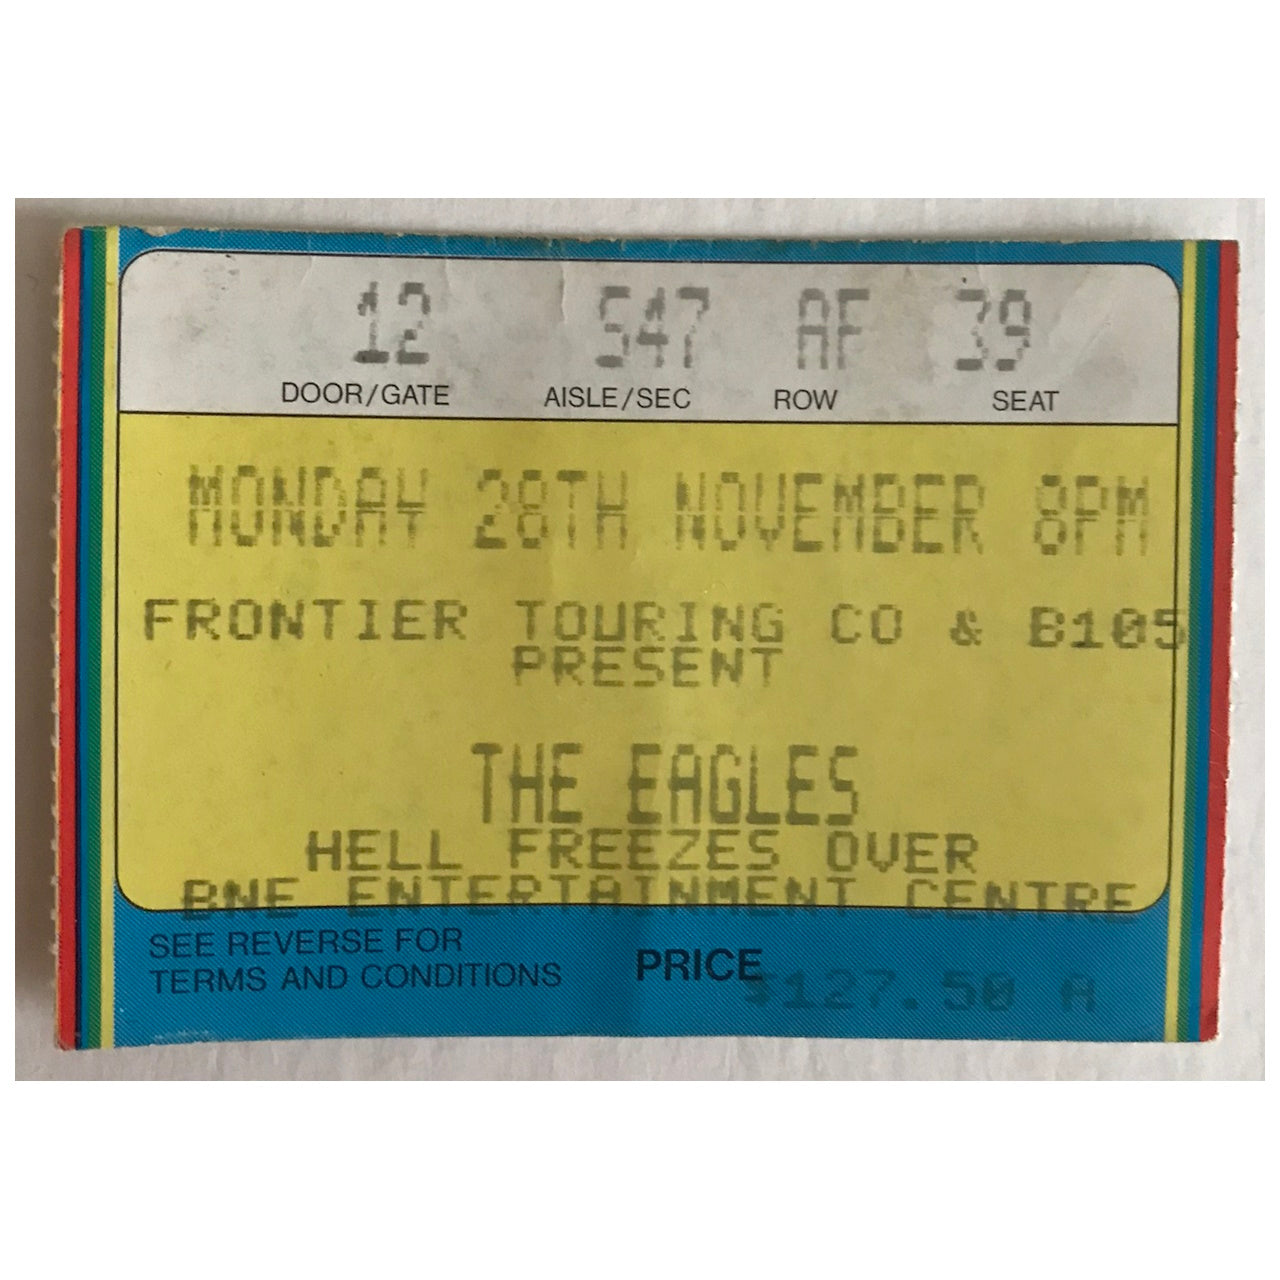 12 547 AF 39
DOOR/GATE AISLE/SEC ROW SEAT
MONDAY 28TH NOVEMBER 8PM
FRONTIER TOURING CO & B105
PRESENT
THE EAGLES
HELL FREEZES OVER
BNE ENTERTAINMENT CENTRE
SEE REVERSE FOR
TERMS AND CONDITIONS
PRICE $127.50 A